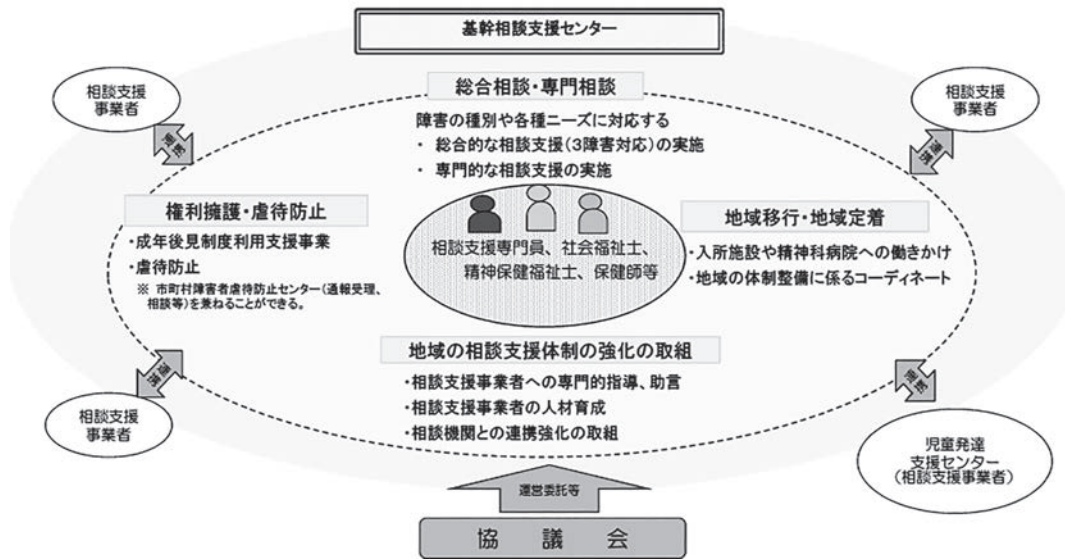 基幹相談支援センター
相談支援
事業者
連携
総合相談・専門相談
障害の種別や各種ニーズに対応する
・ 総合的な相談支援(3障害対応)の実施
・ 専門的な相談支援の実施
相談支援
事業者
連携
権利擁護・虐待防止
・成年後見制度利用支援事業
・虐待防止
※ 市町村障害者虐待防止センター(通報受理、
相談等)を兼ねることができる。
相談支援専門員、社会福祉士、
精神保健福祉士、保健師等
地域移行・地域定着
・入所施設や精神科病院への働きかけ
・地域の体制整備に係るコーディネート
地域の相談支援体制の強化の取組
・相談支援事業者への専門的指導、助言
・相談支援事業者の人材育成
・相談機関との連携強化の取組
連携
相談支援
事業者
連携
児童発達
支援センター
(相談支援事業者)
運営委託等
協 議 会